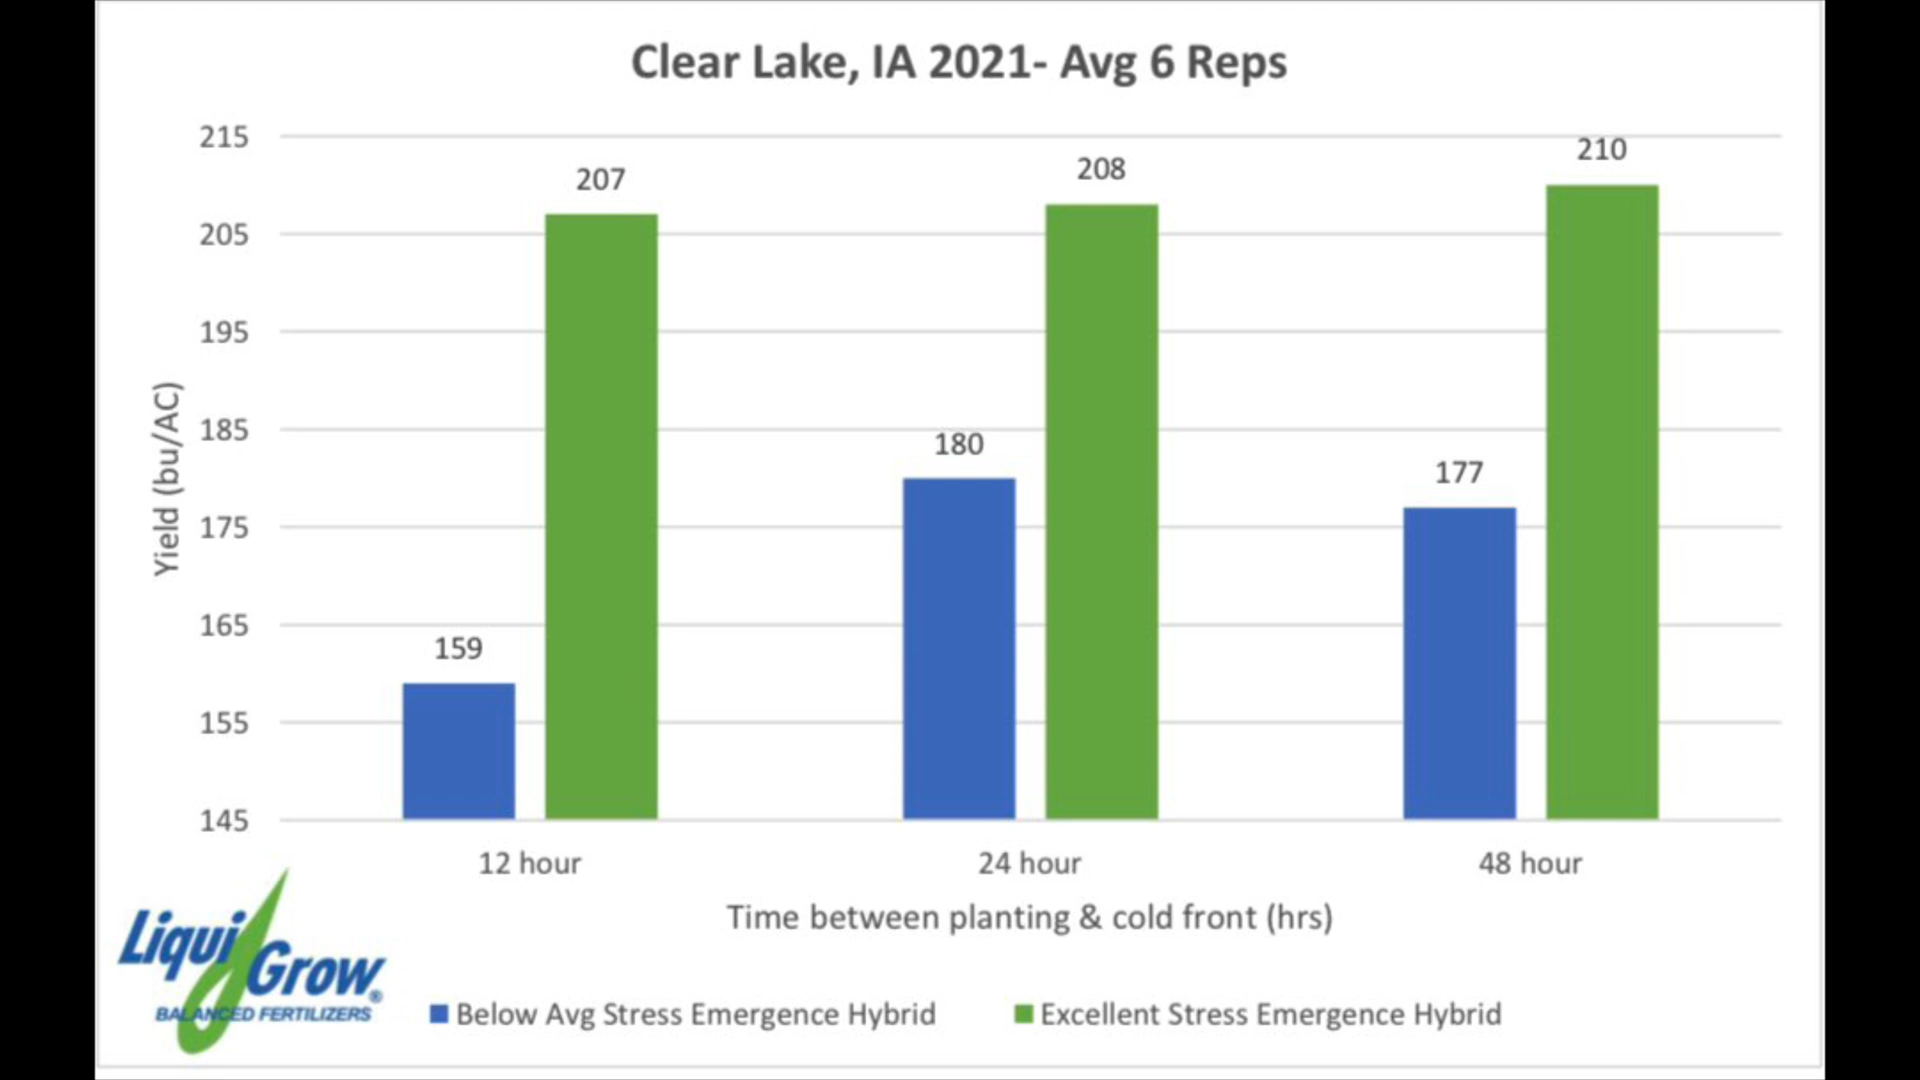 Clear Lake, IA 2021- Avg 6 Reps
215
205
195
185
175
165
155
145
Yield (bu/AC)
159
207
180
208
177
210
12 hour
24 hour
48 hour
Time between planting & cold front (hrs)
Below Avg Stress Emergence Hybrid
Excellent Stress Emergence Hybrid
Liqui
Grow®
BALANCED FERTILIZERS